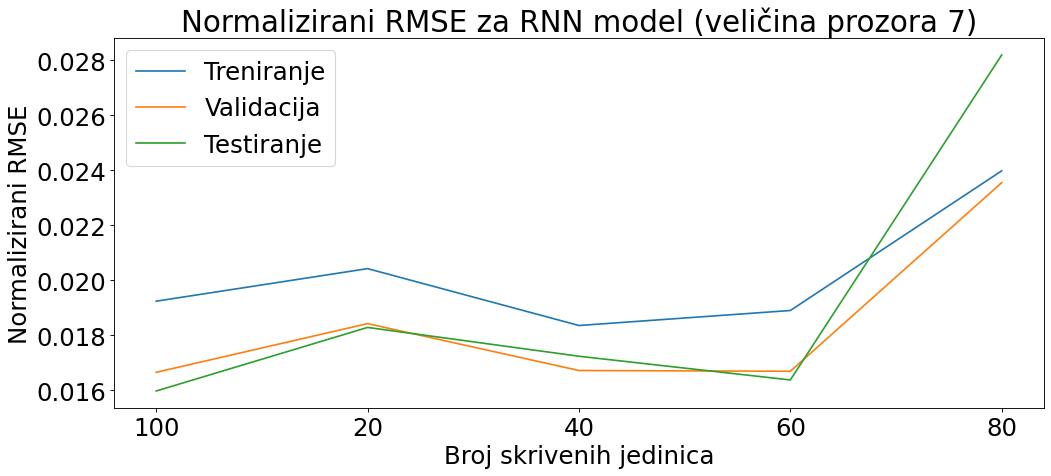 Normalizirani RMSE za RNN model (veličina prozora 7)
Treniranje
Validacija
Testiranje
Normalizirani RMSE
0.028
0.026
0.024
0.022
0.020
0.018
0.016
100 20 40 60 80
Broj skrivenih jedinica